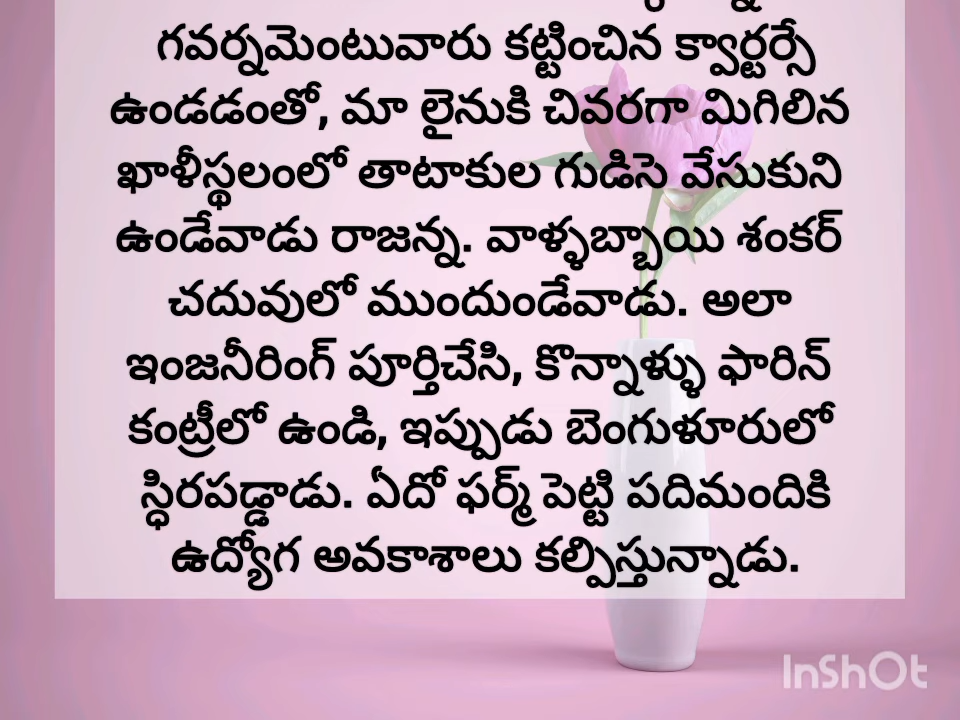 గవర్నమెంటువారు కట్టించిన క్వార్టర్సే
ఉండడంతో, మా లైనుకి చివరగా మిగిలిన
ఖాళీస్థలంలో తాటాకుల గుడిసె వేసుకుని
ఉండేవాడు రాజన్న. వాళ్ళబ్బాయి శంకర్
చదువులో ముందుండేవాడు. అలా
ఇంజనీరింగ్ పూర్తిచేసి, కొన్నాళ్ళు ఫారిన్
కంట్రీలో ఉండి, ఇప్పుడు బెంగుళూరులో
స్ధిరపడ్డాడు. ఏదో ఫర్మ్ పెట్టి పదిమందికి
ఉద్యోగ అవకాశాలు కల్పిస్తున్నాడు.
InShOt